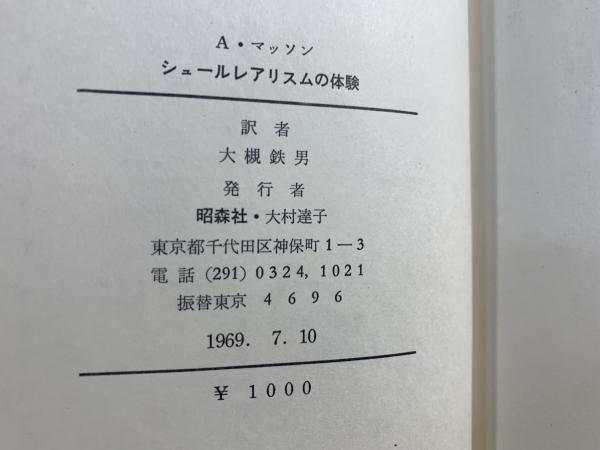 A・マッソン
シュールレアリスムの体験
訳者
大槻鉄男
発行者
昭森社・大村達子
東京都千代田区神保町1―3
電話 (291) 0324, 1021
振替東京 4696
1969. 7. 10
¥ 1000